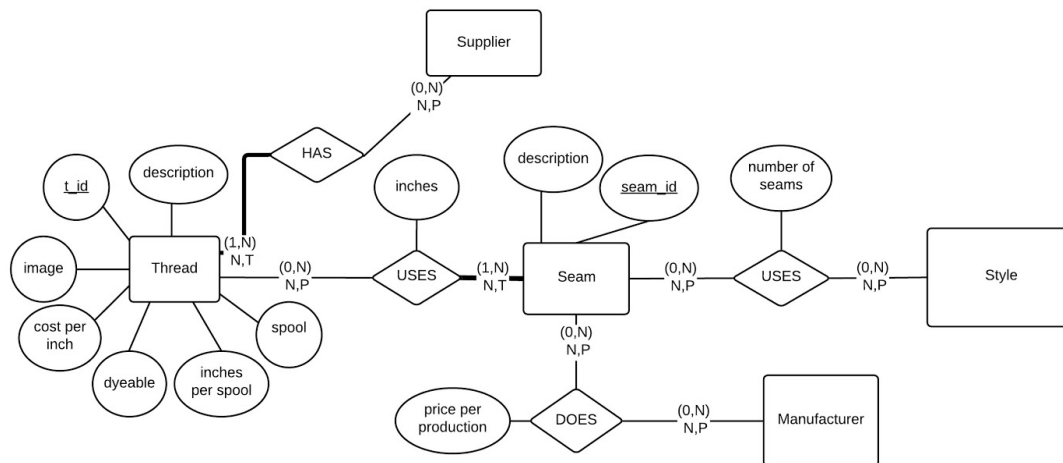 Supplier
(0,N)
N,P
HAS
description
t_id
(1,N)
N,T
Thread
image
cost per
inch
dyeable
inches
per spool
spool
(0,N)
N,P
inches
USES
(1,N)
N,T
description
seam_id
Seam
(0,N)
N,P
number of
seams
USES
(0,N)
N,P
Style
(0,N)
N,P
price per
production
DOES
(0,N)
N,P
Manufacturer